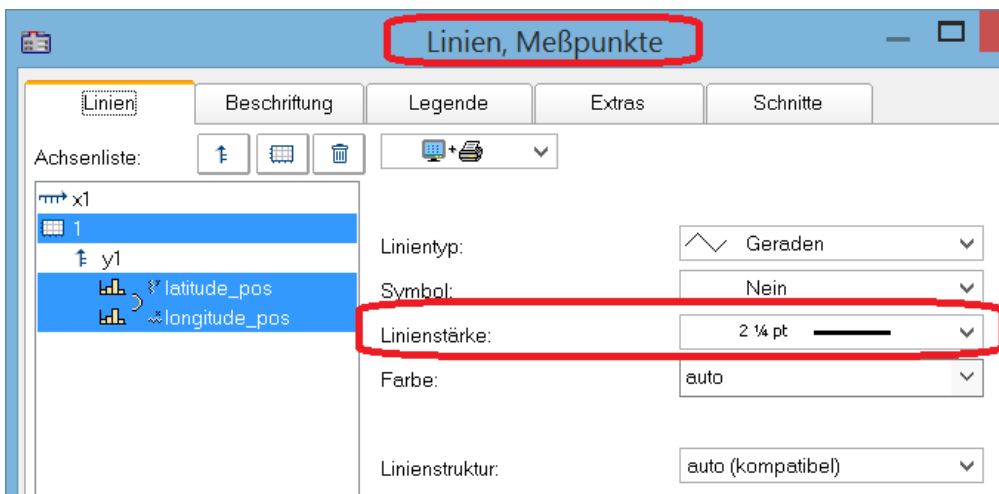 Linien, Meßpunkte
Linien Beschriftung Legende Extras Schnitte
Achsenliste:
x1
1
y1
latitude_pos
longitude_pos
Linientyp: Geraden
Symbol: Nein
Linienstärke: 2 ¼ pt
Farbe: auto
Linienstruktur: auto (kompatibel)